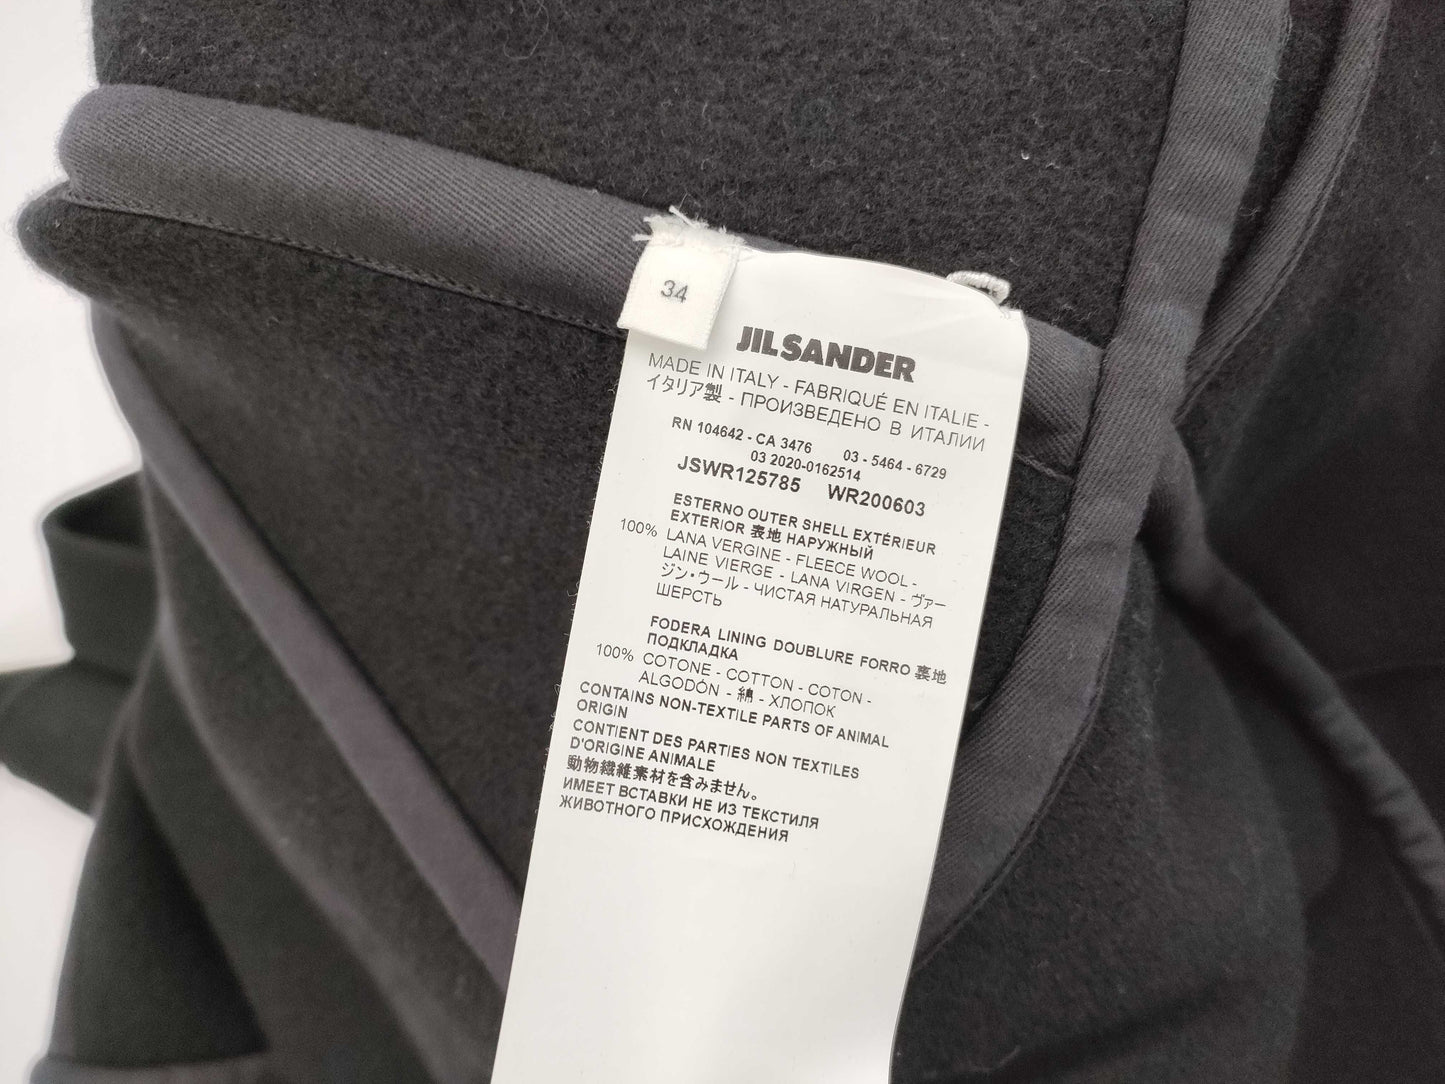 34
JIL SANDER
MADE IN ITALY - FABRIQUÉ EN ITALIE -
イタリア製 - ПРОИЗВЕДЕНО В ИТАЛИИ
RN 104642 - CA 3476 03 - 5464 - 6729
03 2020-0162514
JSWR125785 WR200603
ESTERNO OUTER SHELL EXTÉRIEUR
EXTERIOR 表地 НАРУЖНЫЙ
100% LANA VERGINE - FLEECE WOOL -
LAINE VIERGE - LANA VIRGEN - ヴァー
ジン・ウール - ЧИСТАЯ НАТУРАЛЬНАЯ
ШЕРСТЬ
FODERA LINING DOUBLURE FORRO 裏地
ПОДКЛАДКА
100% COTONE - COTTON - COTON -
ALGODÓN - 綿 - ХЛОПОК
CONTAINS NON-TEXTILE PARTS OF ANIMAL
ORIGIN
CONTIENT DES PARTIES NON TEXTILES
D'ORIGINE ANIMALE
動物繊維素材を含みません。
ИМЕЕТ ВСТАВКИ НЕ ИЗ ТЕКСТИЛЯ
ЖИВОТНОГО ПРИСХОЖДЕНИЯ